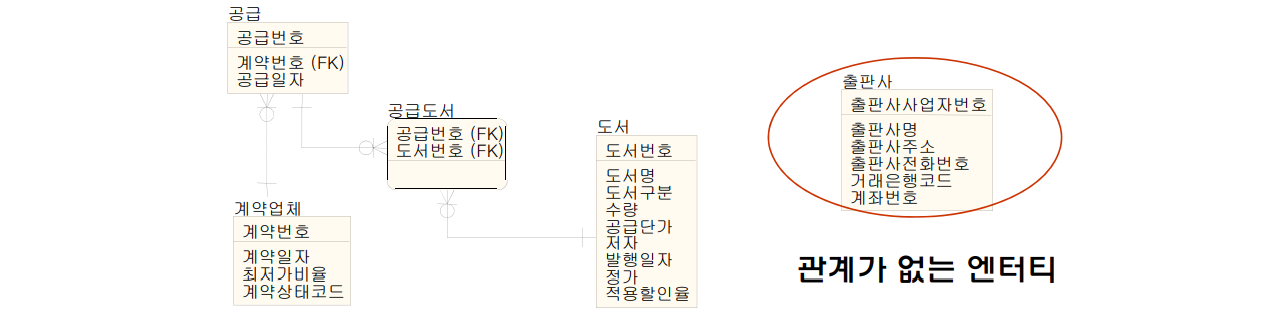 공급
공급번호
계약번호 (FK)
공급일자
공급도서
공급번호 (FK)
도서번호 (FK)
계약업체
계약번호
계약일자
최저가비율
계약상태코드
도서
도서번호
도서명
도서구분
수량
공급단가
저자
발행일자
정가
적용할인율
출판사
출판사사업자번호
출판사명
출판사주소
출판사전화번호
거래은행코드
계좌번호
관계가 없는 엔터티